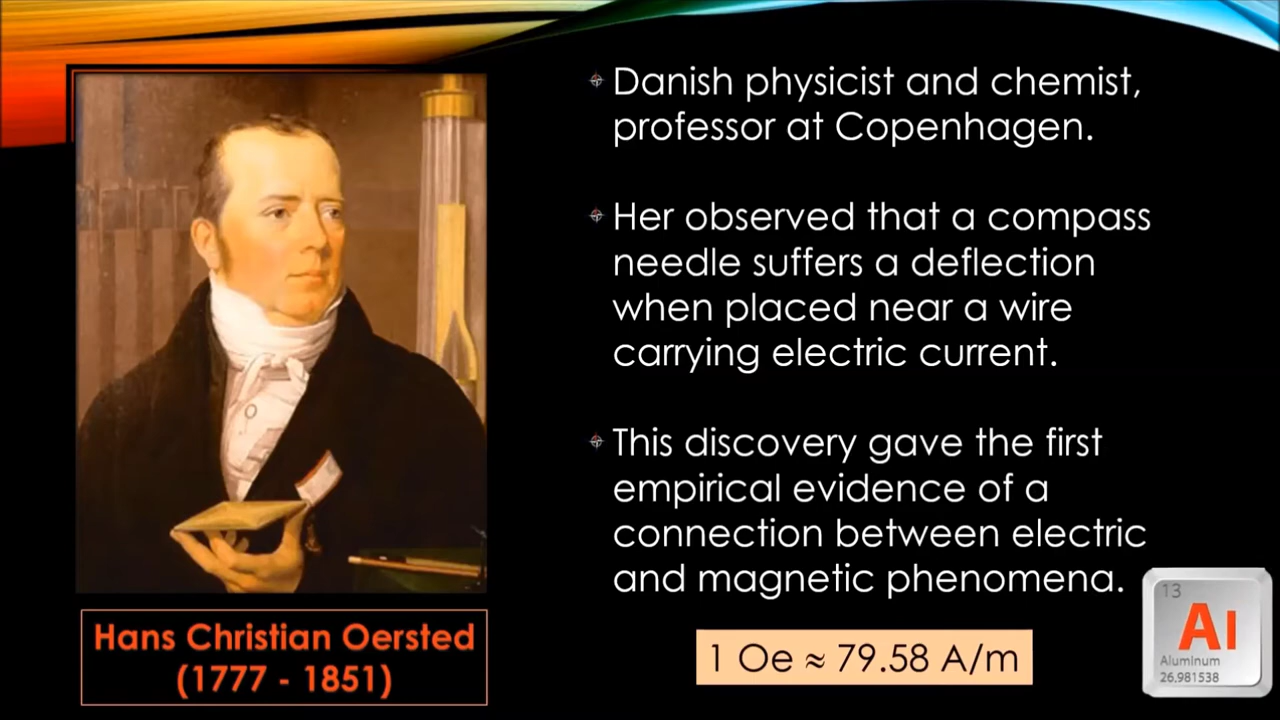 Danish physicist and chemist,
professor at Copenhagen.
Her observed that a compass
needle suffers a deflection
when placed near a wire
carrying electric current.
This discovery gave the first
empirical evidence of a
connection between electric
and magnetic phenomena.
Hans Christian Oersted
(1777 - 1851)
1 Oe ≈ 79.58 A/m
13
Al
Aluminum
26,981538